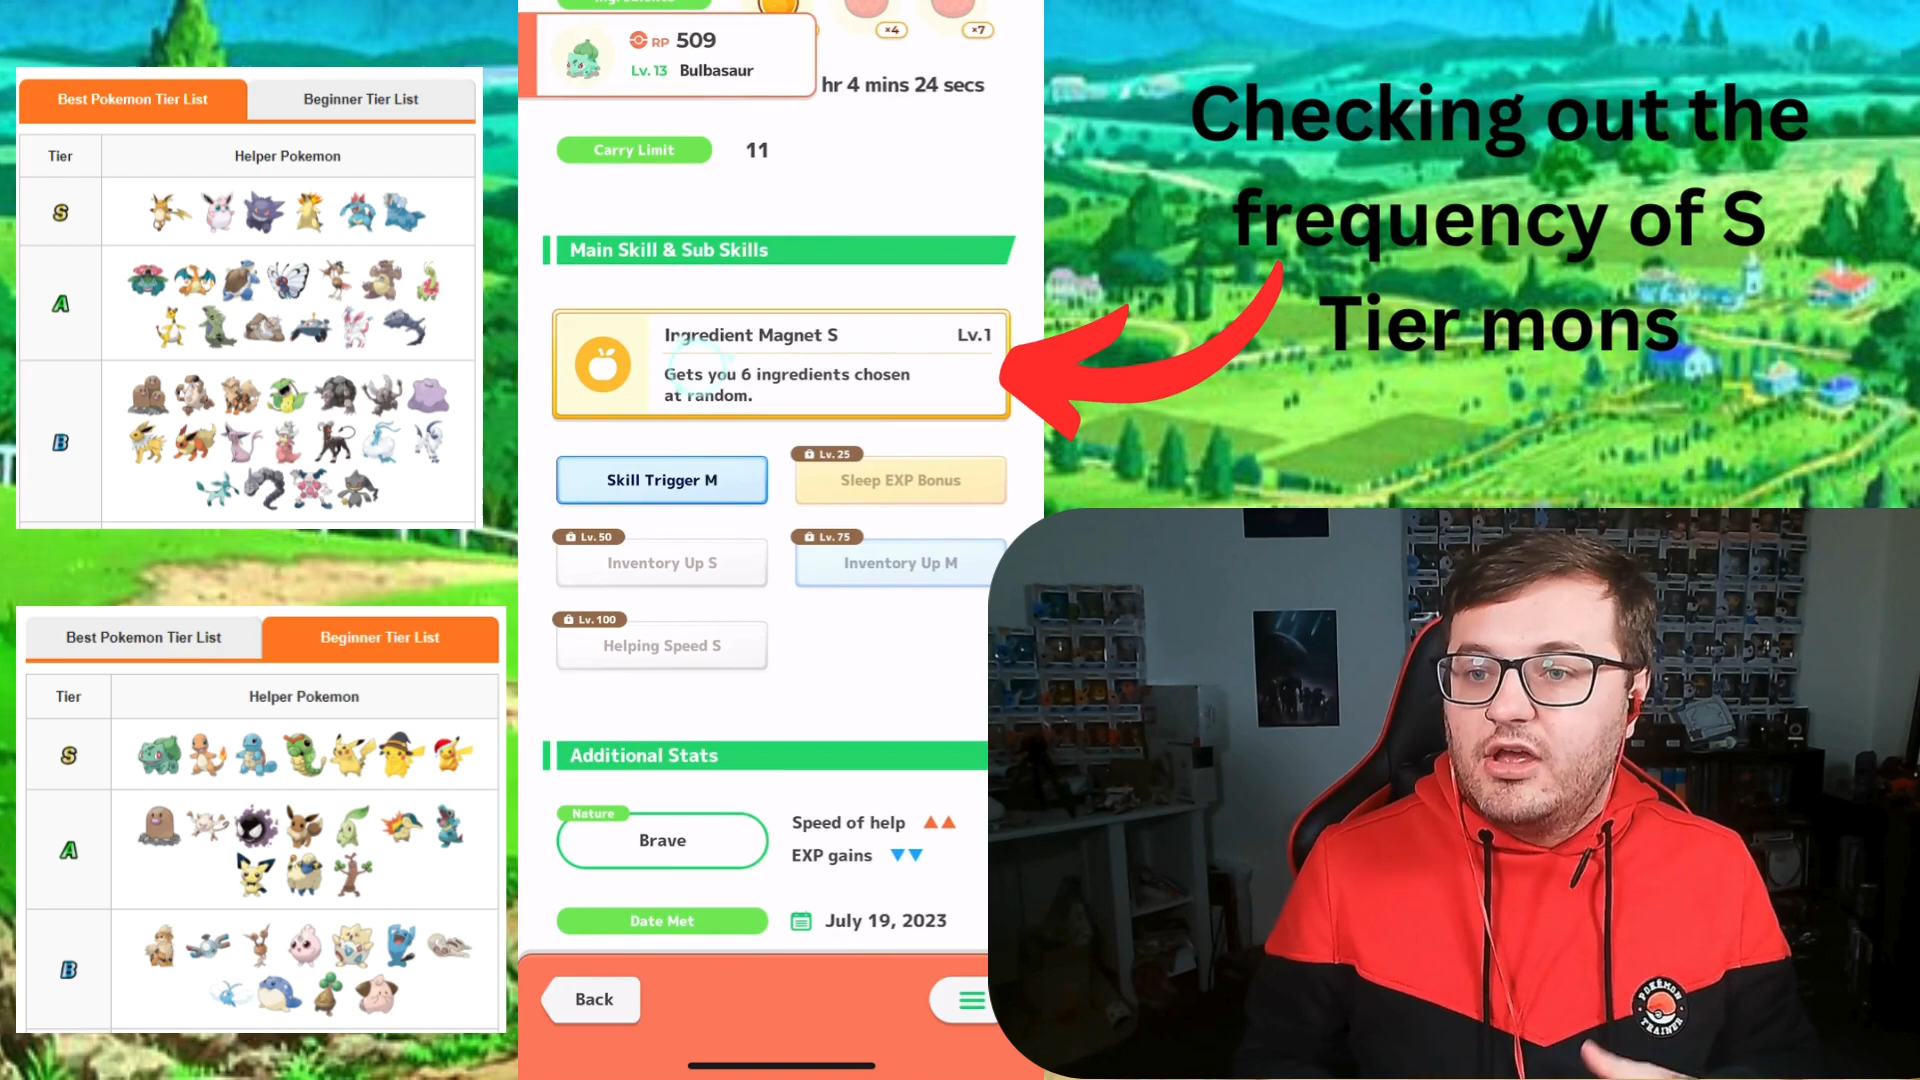 Best Pokemon Tier List
Beginner Tier List
Tier
Helper Pokemon
S
A
B
Best Pokemon Tier List
Beginner Tier List
Tier
Helper Pokemon
S
A
B
×4
×7
RP 509
Lv.13 Bulbasaur
hr 4 mins 24 secs
Carry Limit
11
Main Skill & Sub Skills
Ingredient Magnet S
Lv.1
Gets you 6 ingredients chosen
at random.
Skill Trigger M
Lv.25
Sleep EXP Bonus
Lv.50
Inventory Up S
Lv.75
Inventory Up M
Lv.100
Helping Speed S
Additional Stats
Nature
Brave
Speed of help
EXP gains
Date Met
July 19, 2023
Back
Checking out the
frequency of S
Tier mons
POKÉMON
TRAINER